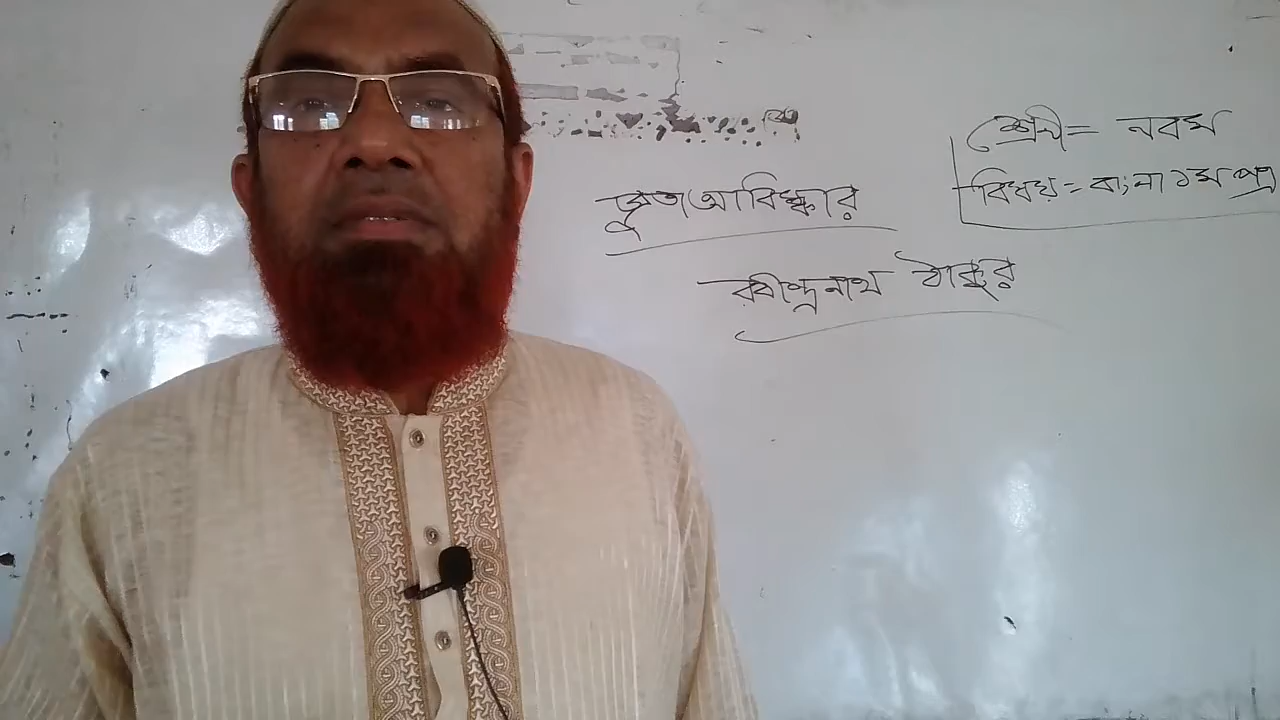 শ্রেণী = নবম
বিষয় = বাংলা ১ম পত্র
জুতা আবিষ্কার
রবীন্দ্রনাথ ঠাকুর